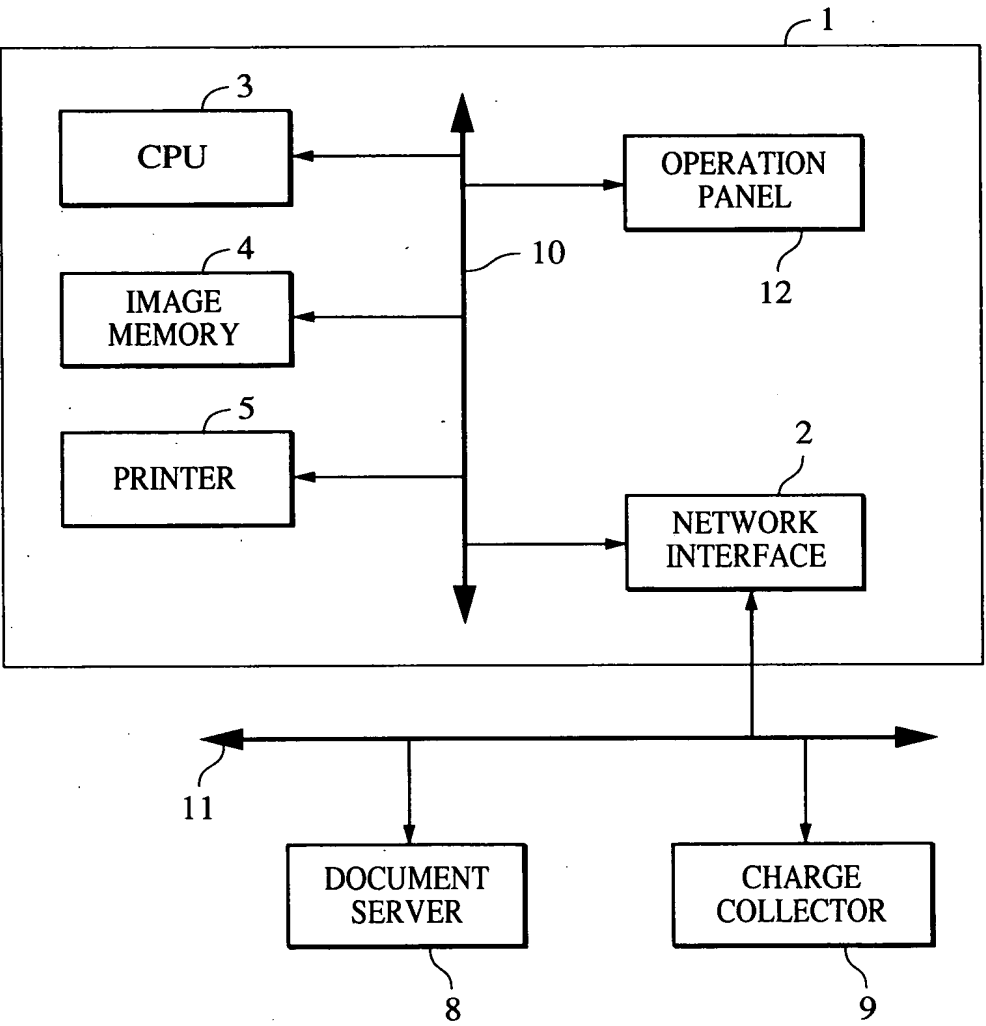 1
3
CPU
OPERATION
PANEL
12
10
4
IMAGE
MEMORY
5
PRINTER
2
NETWORK
INTERFACE
11
DOCUMENT
SERVER
8
CHARGE
COLLECTOR
9